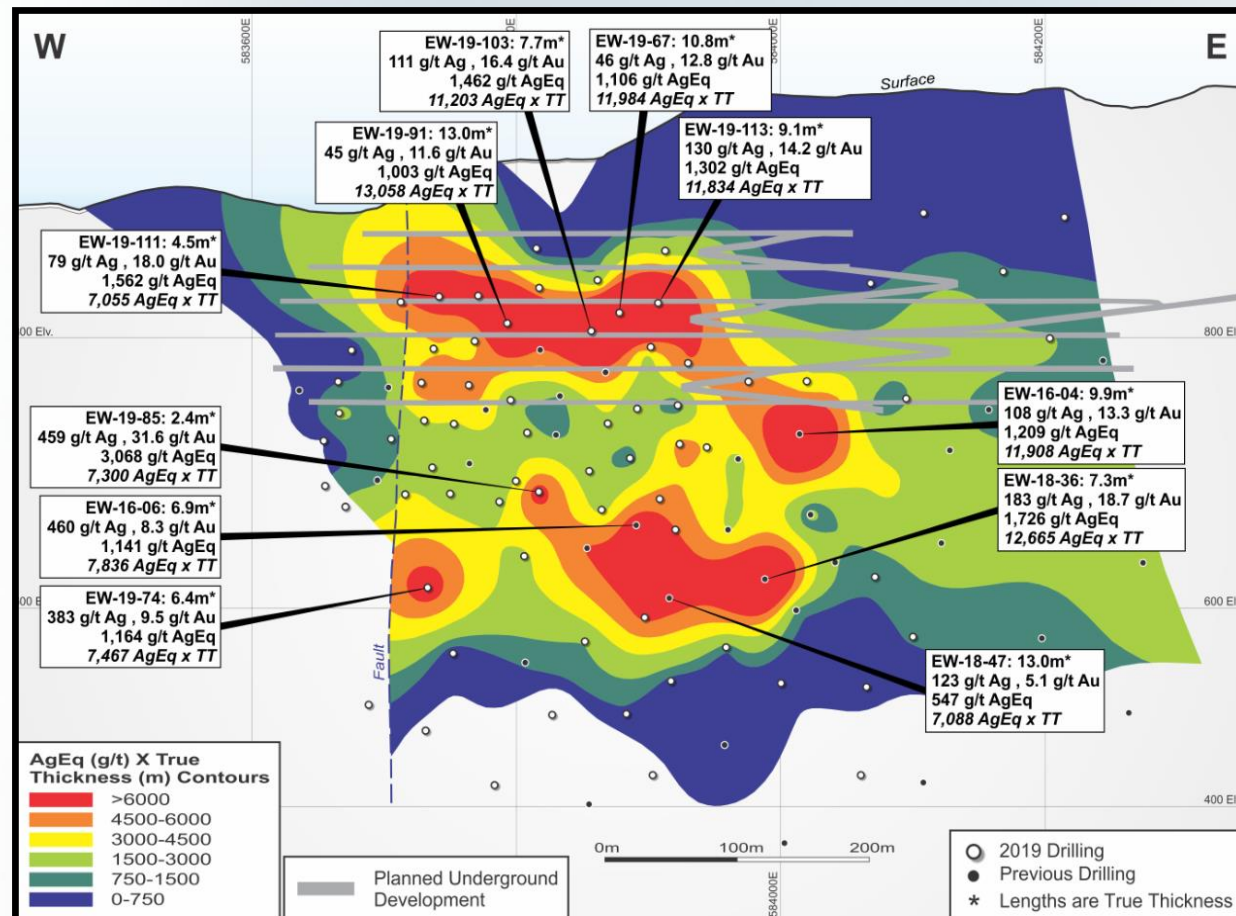 W
E
583600E
584000E
584200E
Surface
EW-19-103: 7.7m*
111 g/t Ag , 16.4 g/t Au
1,462 g/t AgEq
11,203 AgEq x TT
EW-19-67: 10.8m*
46 g/t Ag , 12.8 g/t Au
1,106 g/t AgEq
11,984 AgEq x TT
EW-19-91: 13.0m*
45 g/t Ag , 11.6 g/t Au
1,003 g/t AgEq
13,058 AgEq x TT
EW-19-113: 9.1m*
130 g/t Ag , 14.2 g/t Au
1,302 g/t AgEq
11,834 AgEq x TT
EW-19-111: 4.5m*
79 g/t Ag , 18.0 g/t Au
1,562 g/t AgEq
7,055 AgEq x TT
00 Elv.
800 El
EW-16-04: 9.9m*
108 g/t Ag , 13.3 g/t Au
1,209 g/t AgEq
11,908 AgEq x TT
EW-19-85: 2.4m*
459 g/t Ag , 31.6 g/t Au
3,068 g/t AgEq
7,300 AgEq x TT
EW-18-36: 7.3m*
183 g/t Ag , 18.7 g/t Au
1,726 g/t AgEq
12,665 AgEq x TT
EW-16-06: 6.9m*
460 g/t Ag , 8.3 g/t Au
1,141 g/t AgEq
7,836 AgEq x TT
EW-19-74: 6.4m*
383 g/t Ag , 9.5 g/t Au
1,164 g/t AgEq
7,467 AgEq x TT
600 El
Fault
EW-18-47: 13.0m*
123 g/t Ag , 5.1 g/t Au
547 g/t AgEq
7,088 AgEq x TT
400 El
AgEq (g/t) X True
Thickness (m) Contours
>6000
4500-6000
3000-4500
1500-3000
750-1500
0-750
Planned Underground
Development
0m 100m 200m
584000E
2019 Drilling
Previous Drilling
* Lengths are True Thickness